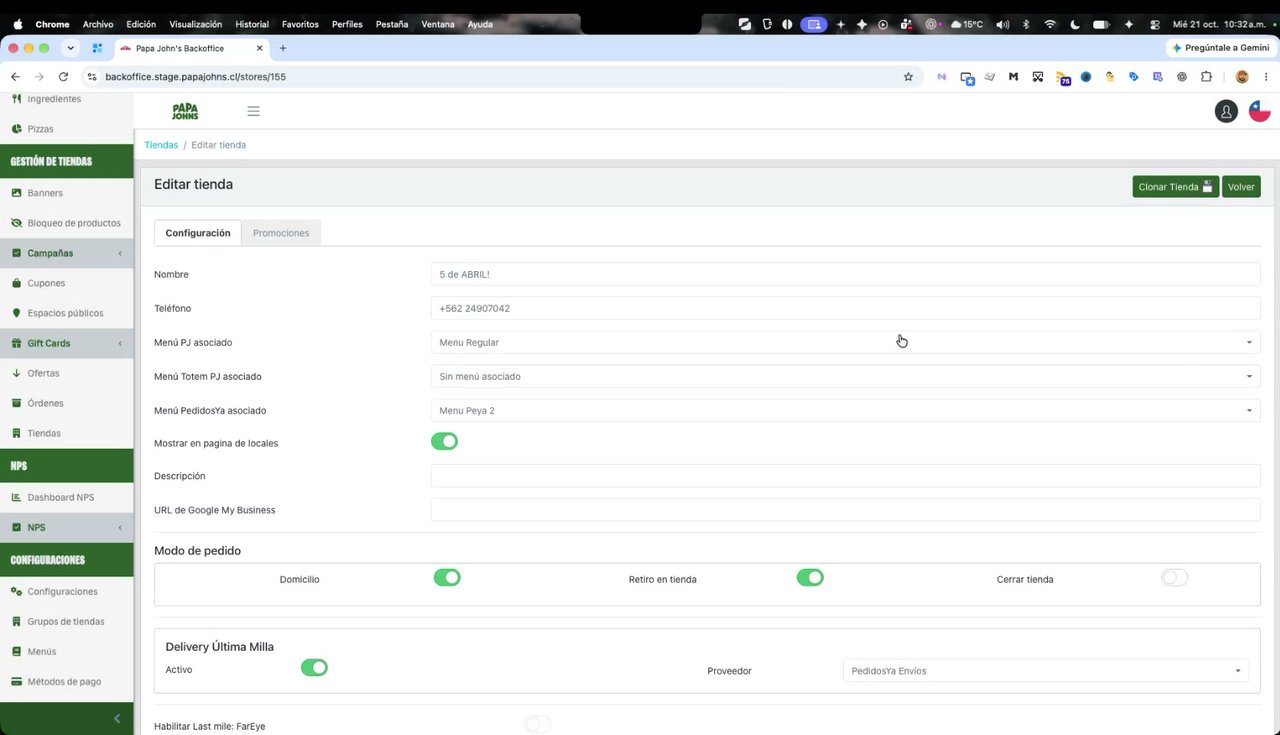 Chrome Archivo Edición Visualización Historial Favoritos Perfiles Pestaña Ventana Ayuda 15°C Mié 21 oct. 10:32 a.m.
Papa John's Backoffice
Pregúntale a Gemini
backoffice.stage.papajohns.cl/stores/155
75
Ingredientes
Pizzas
GESTIÓN DE TIENDAS
Banners
Bloqueo de productos
Campañas
Cupones
Espacios públicos
Gift Cards
Ofertas
Órdenes
Tiendas
NPS
Dashboard NPS
NPS
CONFIGURACIONES
Configuraciones
Grupos de tiendas
Menús
Métodos de pago
PAPA JOHNS
Tiendas / Editar tienda
Editar tienda
Clonar Tienda
Volver
Configuración
Promociones
Nombre
5 de ABRIL!
Teléfono
+562 24907042
Menú PJ asociado
Menu Regular
Menú Totem PJ asociado
Sin menú asociado
Menú PedidosYa asociado
Menu Peya 2
Mostrar en pagina de locales
Descripción
URL de Google My Business
Modo de pedido
Domicilio
Retiro en tienda
Cerrar tienda
Delivery Última Milla
Activo
Proveedor
PedidosYa Envíos
Habilitar Last mile: FarEye